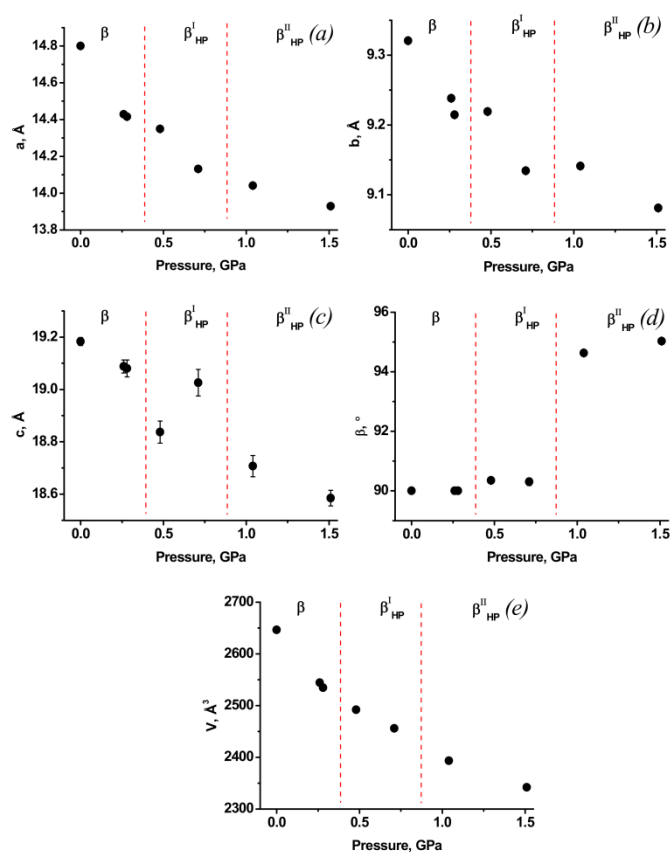 β β^I_HP β^II_HP (a)
a, Å
14.8
14.6
14.4
14.2
14.0
13.8
0.0 0.5 1.0 1.5
Pressure, GPa
β β^I_HP β^II_HP (b)
b, Å
9.3
9.2
9.1
0.0 0.5 1.0 1.5
Pressure, GPa
β β^I_HP β^II_HP (c)
c, Å
19.2
19.0
18.8
18.6
0.0 0.5 1.0 1.5
Pressure, GPa
β β^I_HP β^II_HP (d)
β, °
95
90
0.0 0.5 1.0 1.5
Pressure, GPa
β β^I_HP β^II_HP (e)
V, Å³
2700
2600
2500
2400
2300
0.0 0.5 1.0 1.5
Pressure, GPa